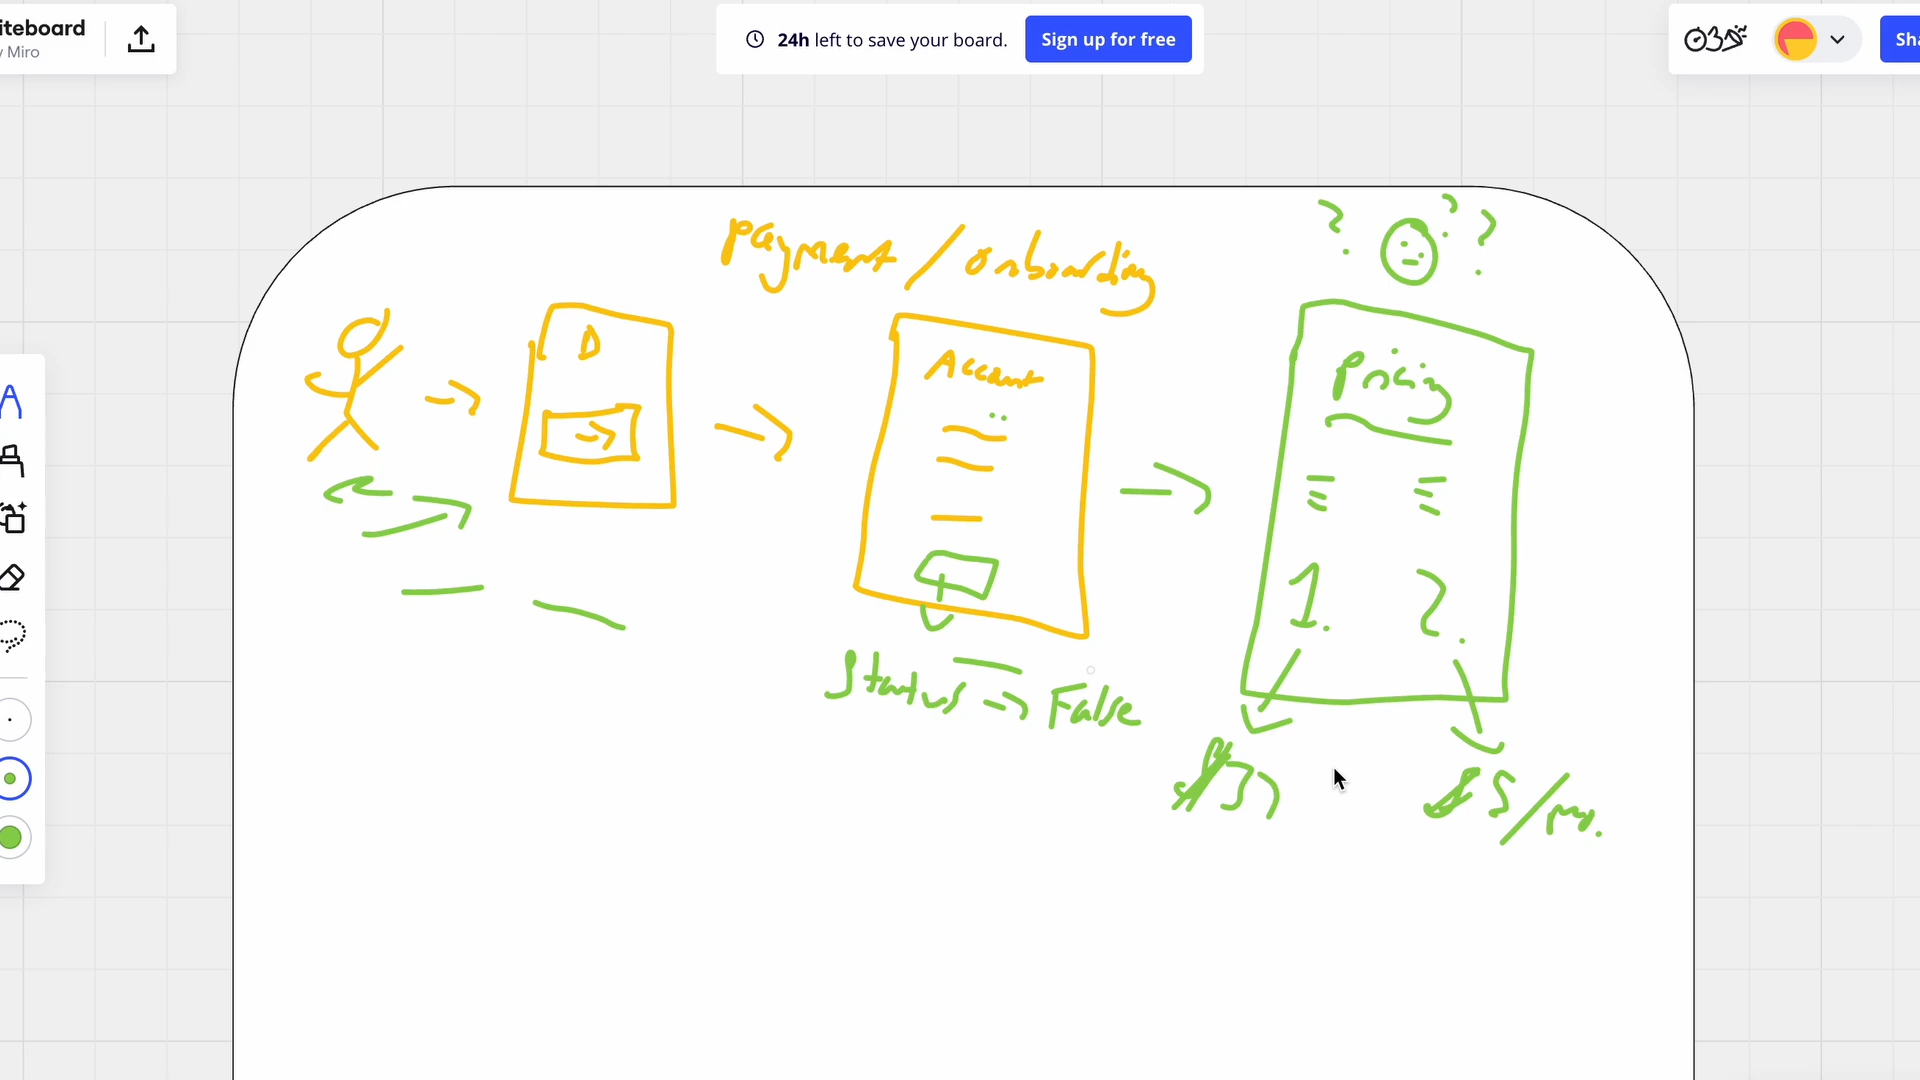 iteboard
y Miro
24h left to save your board.
Sign up for free
Sha
payment / onboarding
? ? ?
D
Account
Pricing
1. 2.
Status -> False
$5/m.